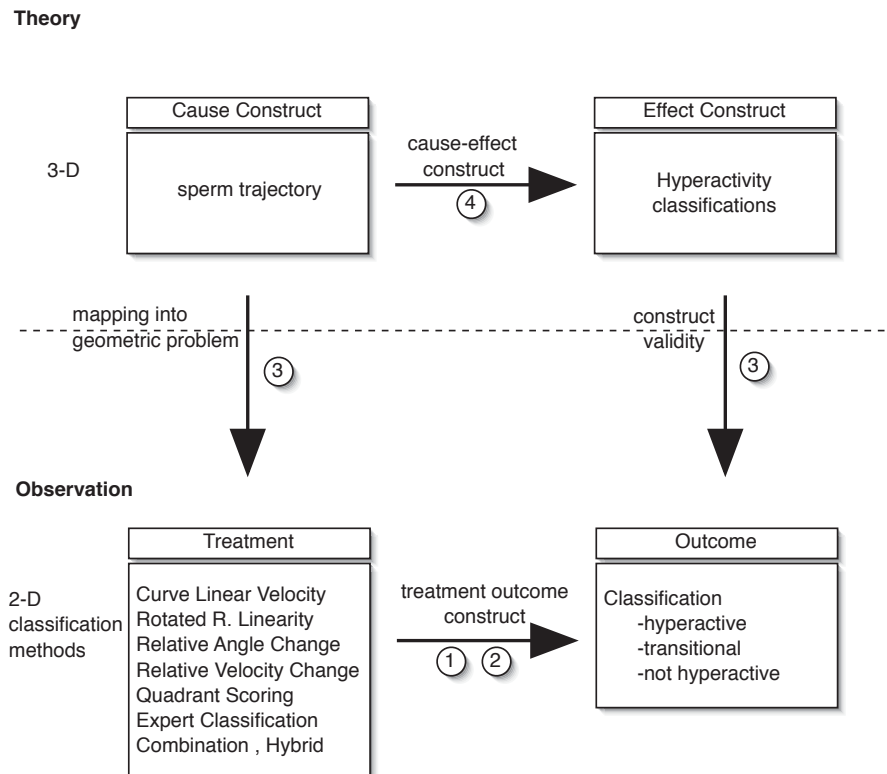 Theory
Cause Construct
Effect Construct
3-D
sperm trajectory
cause-effect
construct
4
Hyperactivity
classifications
mapping into
geometric problem
3
construct
validity
3
Observation
Treatment
Outcome
2-D
classification
methods
Curve Linear Velocity
Rotated R. Linearity
Relative Angle Change
Relative Velocity Change
Quadrant Scoring
Expert Classification
Combination , Hybrid
treatment outcome
construct
1 2
Classification
-hyperactive
-transitional
-not hyperactive